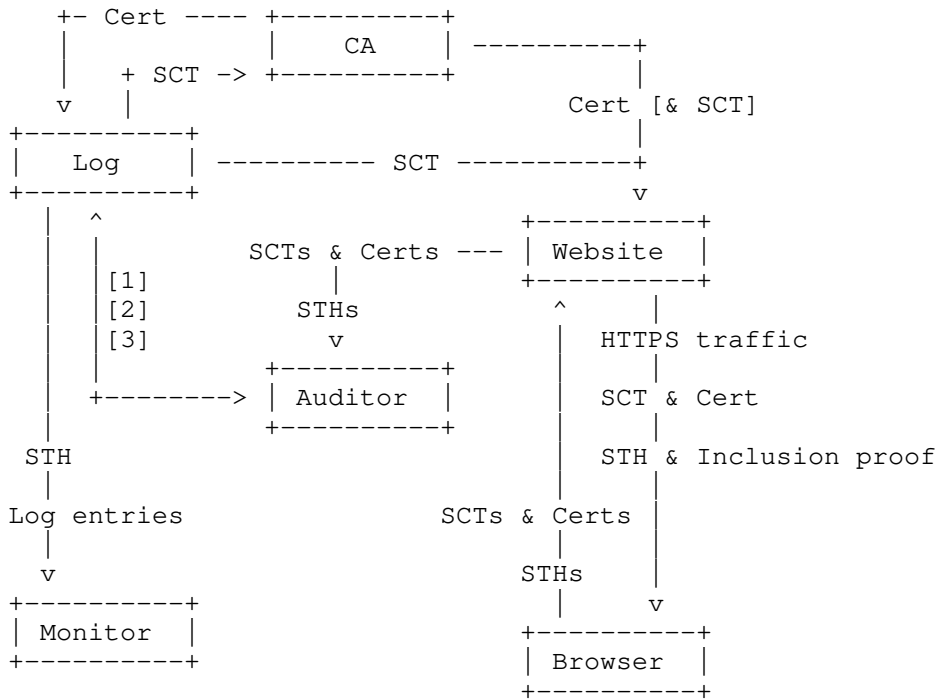 +- Cert ---- +----------+
| | CA | -----------+
| + SCT -> +----------+ |
v | Cert [& SCT]
+----------+ |
| Log | ---------- SCT -----------+
+----------+ v
| ^ +----------+
| | SCTs & Certs --- | Website |
| |[1] | +----------+
| |[2] STHs ^ |
| |[3] v | HTTPS traffic
| | +----------+ | |
| +--------> | Auditor | | SCT & Cert
| +----------+ | |
STH | STH & Inclusion proof
| | |
Log entries SCTs & Certs |
| | |
v STHs |
+----------+ | v
| Monitor | +----------+
+----------+ | Browser |
+----------+